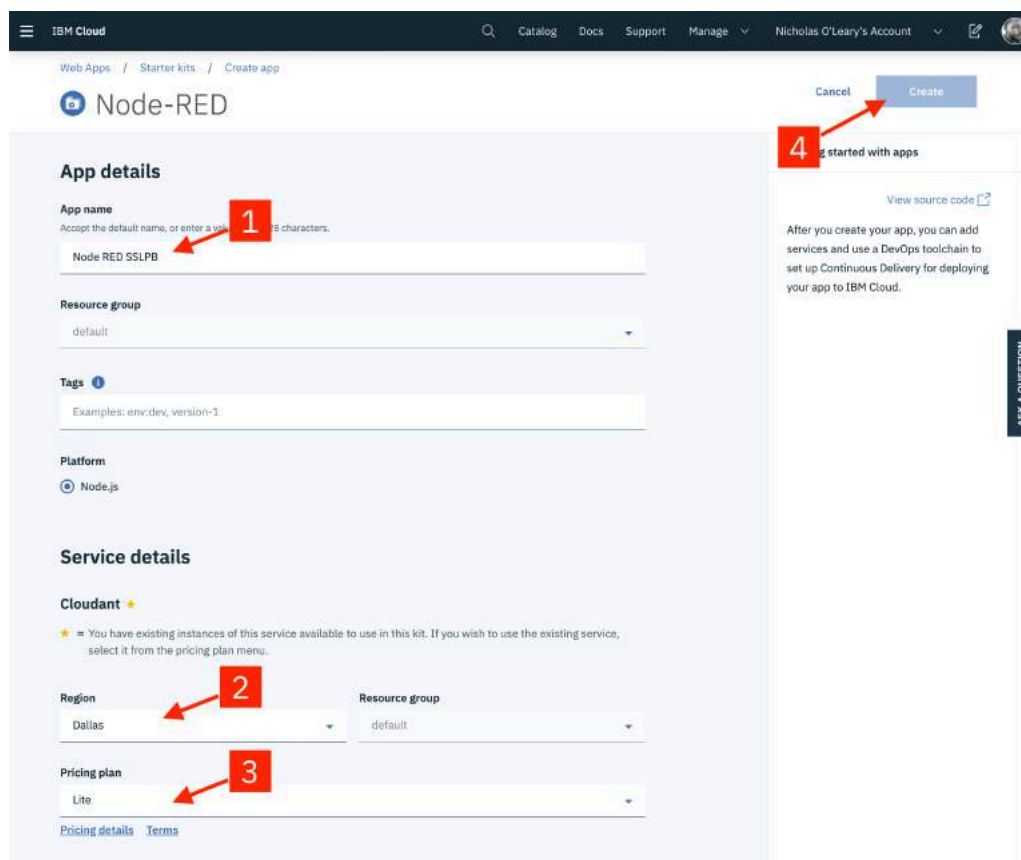 IBM Cloud
Catalog Docs Support Manage Nicholas O'Leary's Account
Web Apps / Starter kits / Create app
Node-RED
Cancel Create
4
started with apps
App details
View source code
App name
1
Accept the default name, or enter a characters.
After you create your app, you can add
services and use a DevOps toolchain to
set up Continuous Delivery for deploying
your app to IBM Cloud.
Node RED SSLPB
Resource group
default
ASK A QUESTION
Tags
Examples: env:dev, version-1
Platform
Node.js
Service details
Cloudant
= You have existing instances of this service available to use in this kit. If you wish to use the existing service,
select it from the pricing plan menu.
2
Region Resource group
Dallas default
Pricing plan
3
Lite
Pricing details Terms